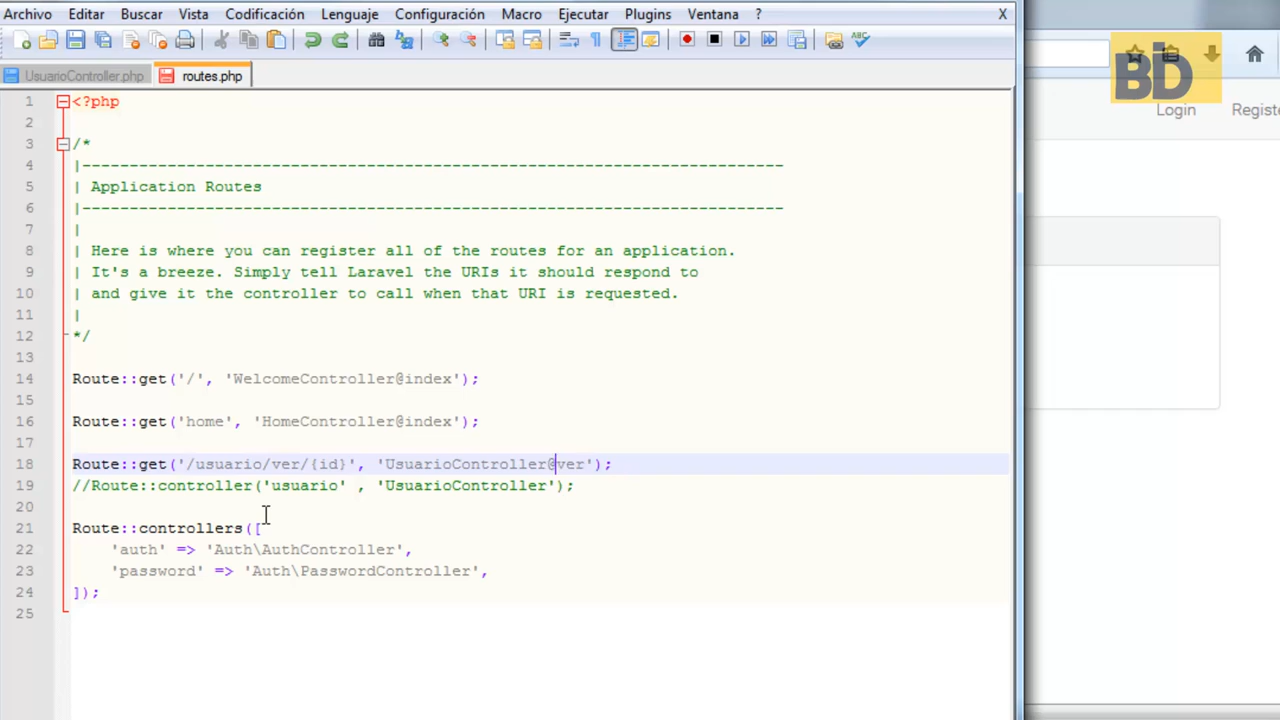 Archivo Editar Buscar Vista Codificación Lenguaje Configuración Macro Ejecutar Plugins Ventana ? X
UsuarioController.php routes.php
BID
Login Registe
1 <?php
2
3 /*
4 |--------------------------------------------------------------------------
5 | Application Routes
6 |--------------------------------------------------------------------------
7 |
8 | Here is where you can register all of the routes for an application.
9 | It's a breeze. Simply tell Laravel the URIs it should respond to
10 | and give it the controller to call when that URI is requested.
11 |
12 */
13
14 Route::get('/', 'WelcomeController@index');
15
16 Route::get('home', 'HomeController@index');
17
18 Route::get('/usuario/ver/{id}', 'UsuarioController@ver');
19 //Route::controller('usuario' , 'UsuarioController');
20
21 Route::controllers([
22 'auth' => 'Auth\AuthController',
23 'password' => 'Auth\PasswordController',
24 ]);
25